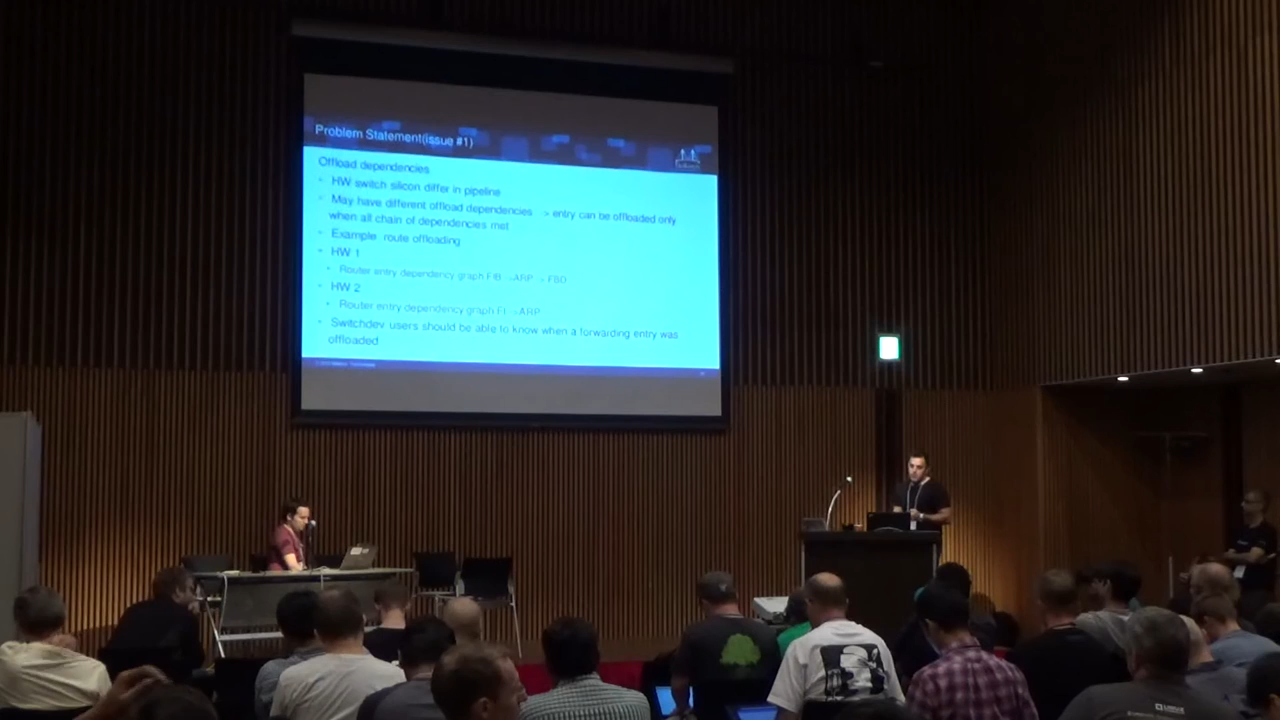 Problem Statement(issue #1)
Offload dependencies
HW switch silicon differ in pipeline
May have different offload dependencies -> entry can be offloaded only
when all chain of dependencies met
Example route offloading
HW 1
Router entry dependency graph FIB →ARP → FBD
HW 2
Router entry dependency graph FI →ARP
Switchdev users should be able to know when a forwarding entry was
offloaded